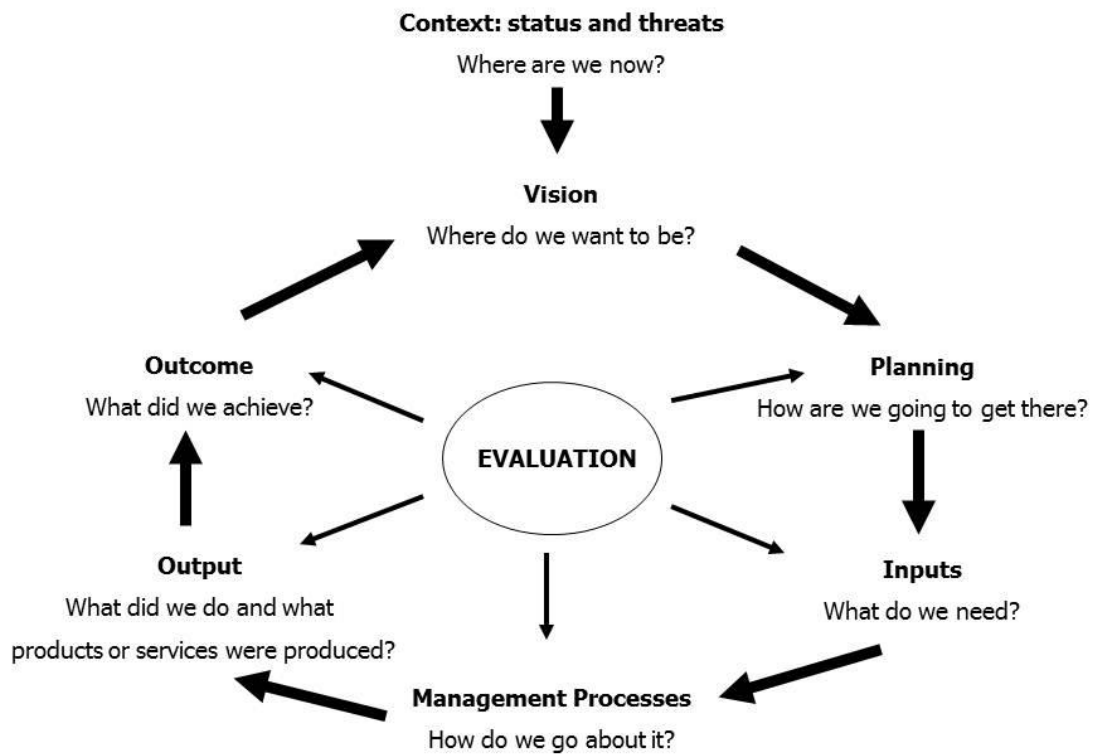 Context: status and threats
Where are we now?
Vision
Where do we want to be?
Outcome
What did we achieve?
Planning
How are we going to get there?
EVALUATION
Output
What did we do and what
products or services were produced?
Inputs
What do we need?
Management Processes
How do we go about it?